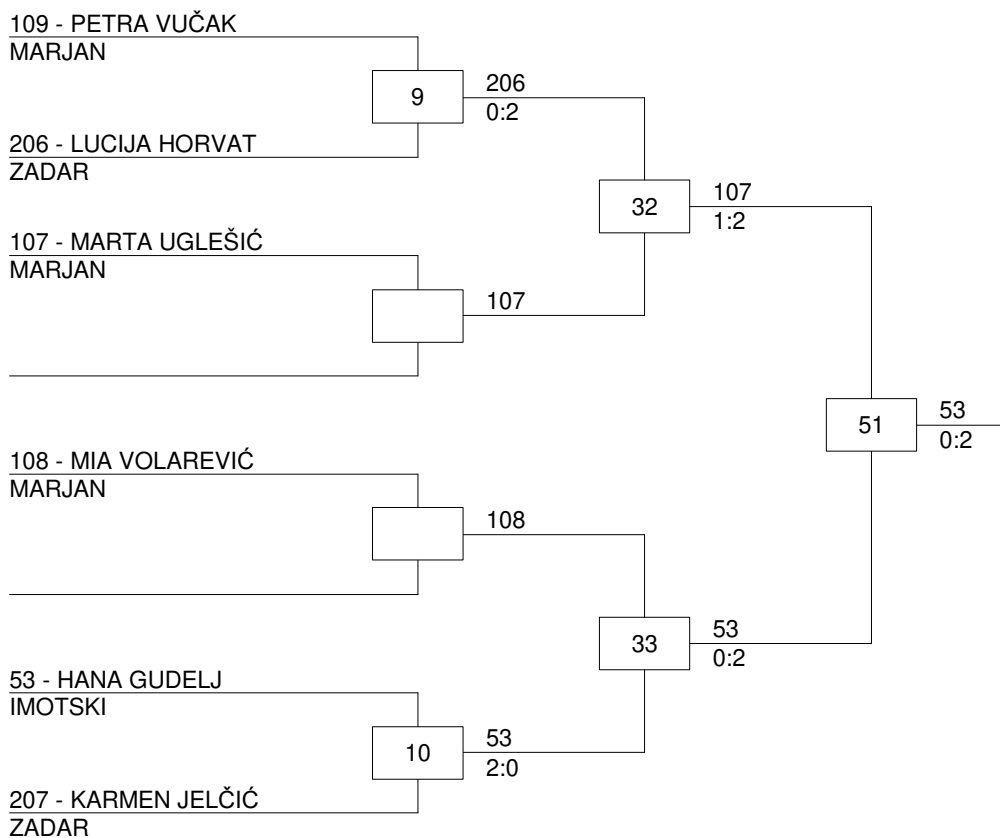 109 - PETRA VUČAK
MARJAN
9
206
0:2
206 - LUCIJA HORVAT
ZADAR
32
107
1:2
107 - MARTA UGLEŠIĆ
MARJAN
107
51
53
0:2
108 - MIA VOLAREVIĆ
MARJAN
108
33
53
0:2
53 - HANA GUDELJ
IMOTSKI
10
53
2:0
207 - KARMEN JELČIĆ
ZADAR